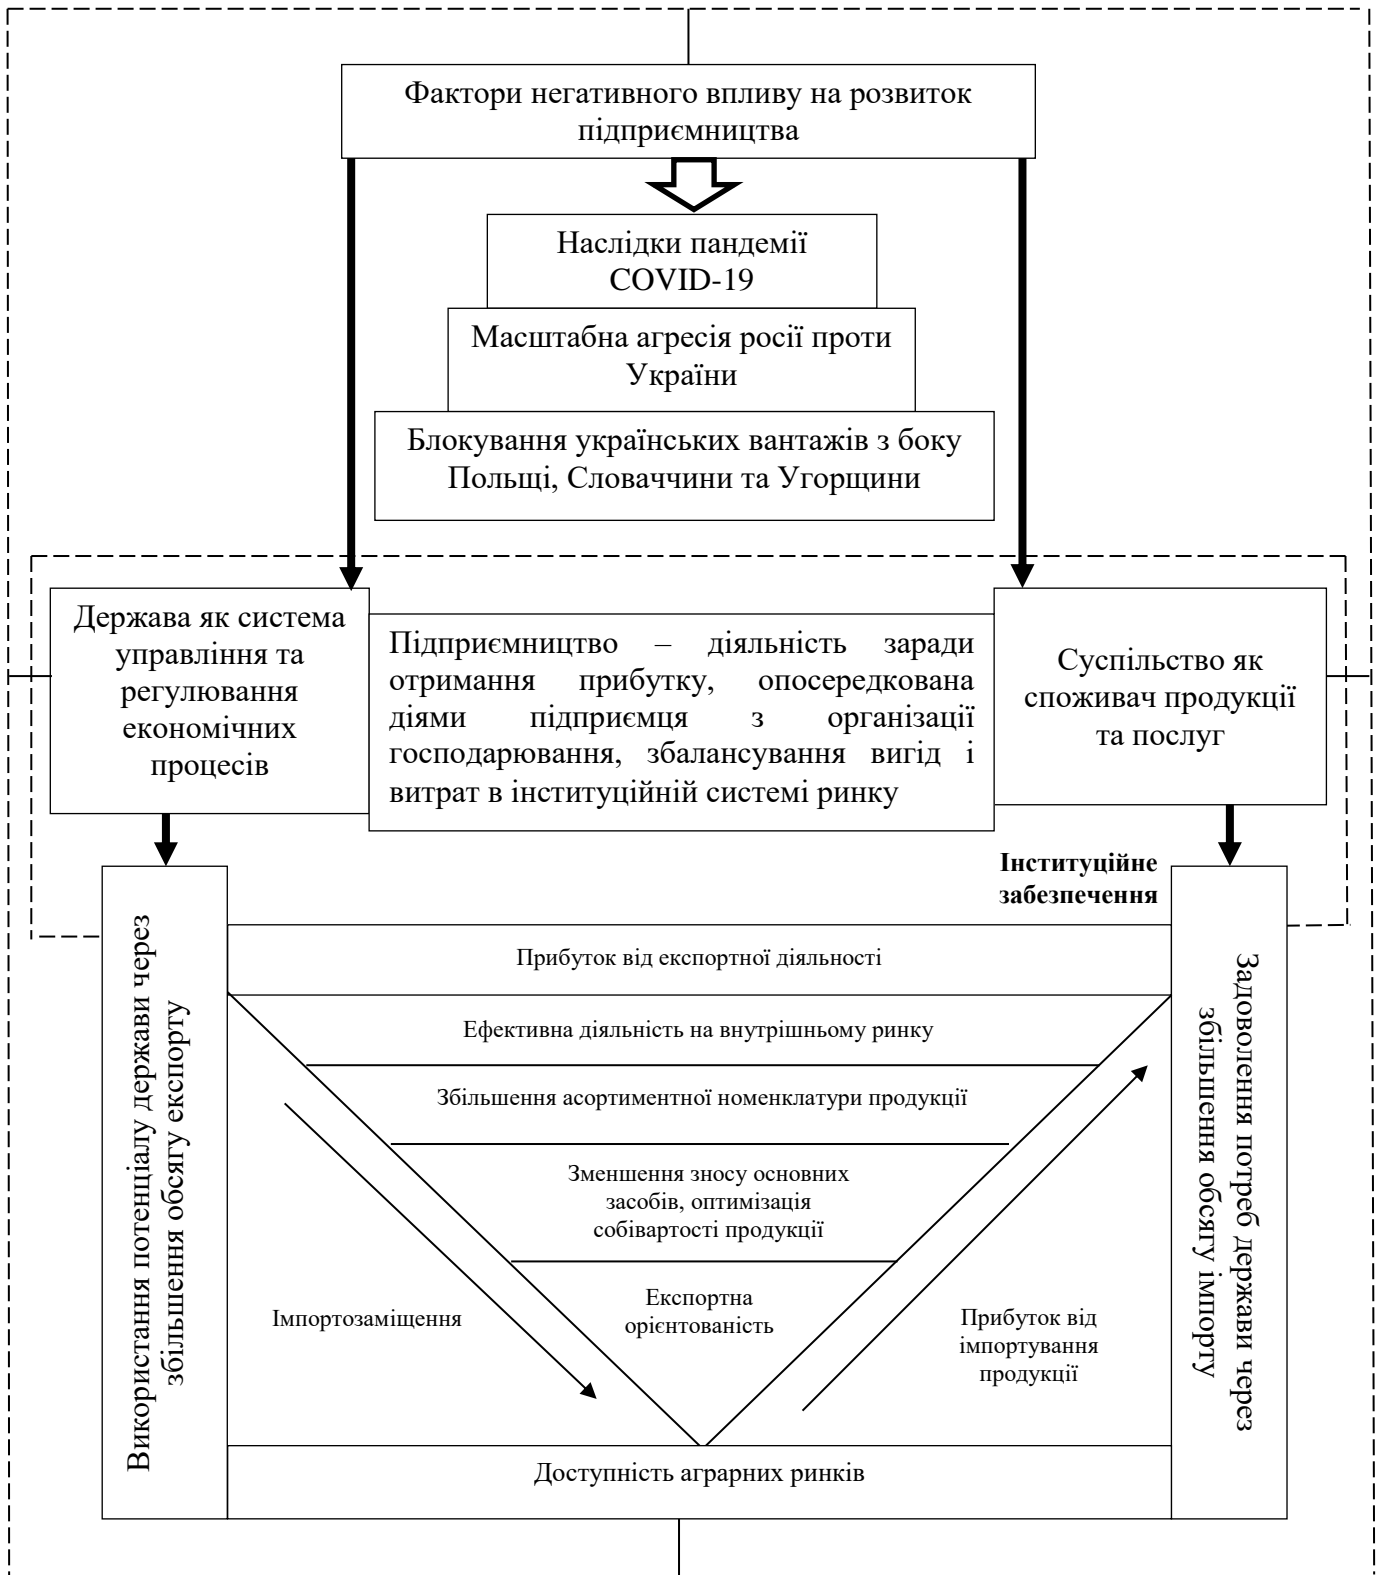 Фактори негативного впливу на розвиток
підприємництва
Наслідки пандемії
COVID-19
Масштабна агресія росії проти
України
Блокування українських вантажів з боку
Польщі, Словаччини та Угорщини
Держава як система
управління та
регулювання
економічних
процесів
Підприємництво – діяльність заради
отримання прибутку, опосередкована
діями підприємця з організації
господарювання, збалансування вигід і
витрат в інституційній системі ринку
Суспільство як
споживач продукції
та послуг
Інституційне
забезпечення
Використання потенціалу держави через
збільшення обсягу експорту
Прибуток від експортної діяльності
Ефективна діяльність на внутрішньому ринку
Збільшення асортиментної номенклатури продукції
Зменшення зносу основних
засобів, оптимізація
собівартості продукції
Експортна
орієнтованість
Імпортозаміщення
Прибуток від
імпортування
продукції
Задоволення потреб держави через
збільшення обсягу імпорту
Доступність аграрних ринків